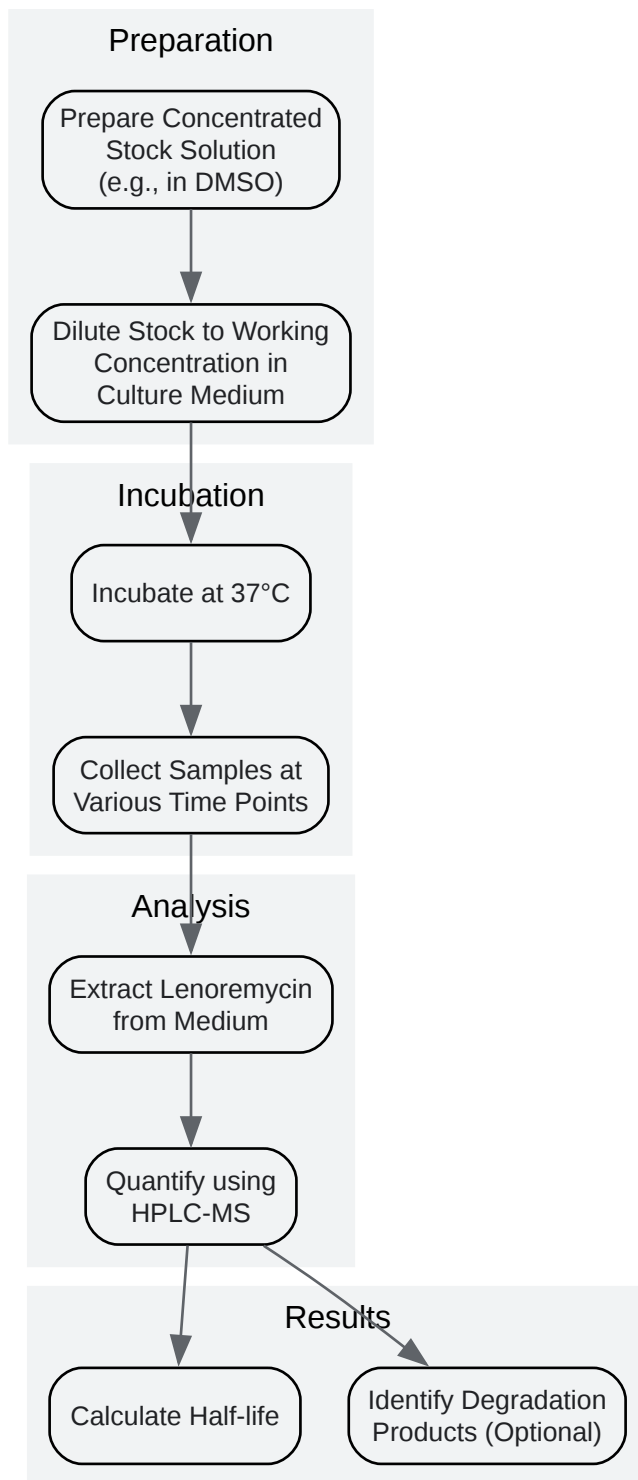 Preparation
Prepare Concentrated
Stock Solution
(e.g., in DMSO)
Dilute Stock to Working
Concentration in
Culture Medium
Incubation
Incubate at 37°C
Collect Samples at
Various Time Points
Analysis
Extract Lenoremycin
from Medium
Quantify using
HPLC-MS
Results
Calculate Half-life
Identify Degradation
Products (Optional)